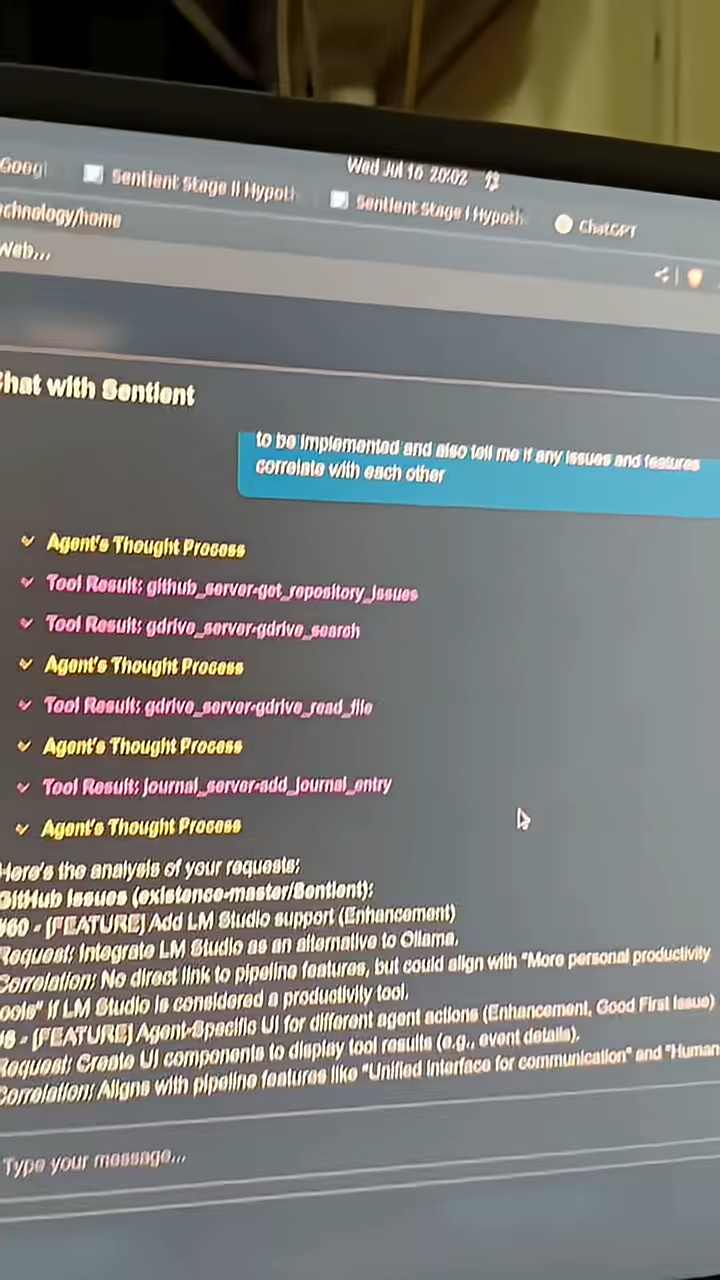 Wed Jul 16 20:02
Googl
Sentient Stage II Hypoth
Sentient Stage I Hypoth
ChatGPT
echnology/home
Web...
Chat with Sentient
to be implemented and also tell me if any issues and features
correlate with each other
Agent's Thought Process
Tool Result: github_server-get_repository_issues
Tool Result: gdrive_server-gdrive_search
Agent's Thought Process
Tool Result: gdrive_server-gdrive_read_file
Agent's Thought Process
Tool Result: journal_server-add_journal_entry
Agent's Thought Process
Here's the analysis of your requests:
GitHub Issues (existence-master/Sentient):
#60 - [FEATURE] Add LM Studio support (Enhancement)
Request: Integrate LM Studio as an alternative to Ollama.
Correlation: No direct link to pipeline features, but could align with "More personal productivity
ools" if LM Studio is considered a productivity tool.
- [FEATURE] Agent-Specific UI for different agent actions (Enhancement, Good First Issue)
Request: Create UI components to display tool results (e.g., event details).
Correlation: Aligns with pipeline features like "Unified interface for communication" and "Human
Type your message...